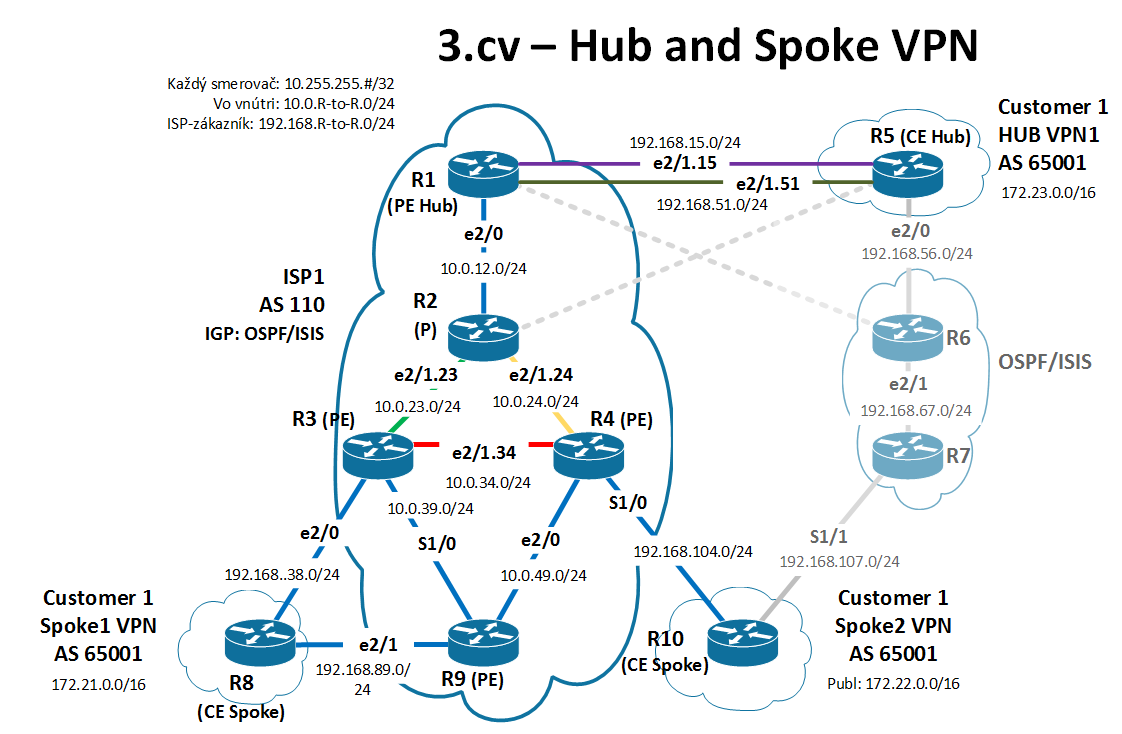 3.cv – Hub and Spoke VPN
Každý smerovač: 10.255.255.#/32
Vo vnútri: 10.0.R-to-R.0/24
ISP-zákazník: 192.168.R-to-R.0/24
Customer 1
HUB VPN1
AS 65001
172.23.0.0/16
R5 (CE Hub)
192.168.15.0/24
e2/1.15
e2/1.51
192.168.51.0/24
R1
(PE Hub)
e2/0
10.0.12.0/24
e2/0
192.168.56.0/24
ISP1
AS 110
IGP: OSPF/ISIS
R2
(P)
R6
OSPF/ISIS
e2/1
192.168.67.0/24
R7
e2/1.23
10.0.23.0/24
e2/1.24
10.0.24.0/24
R3 (PE)
R4 (PE)
e2/1.34
10.0.34.0/24
10.0.39.0/24
S1/0
e2/0
S1/0
e2/0
192.168..38.0/24
10.0.49.0/24
192.168.104.0/24
S1/1
192.168.107.0/24
Customer 1
Spoke1 VPN
AS 65001
172.21.0.0/16
R8
(CE Spoke)
e2/1
192.168.89.0/
24
R9 (PE)
R10
(CE Spoke)
Customer 1
Spoke2 VPN
AS 65001
Publ: 172.22.0.0/16